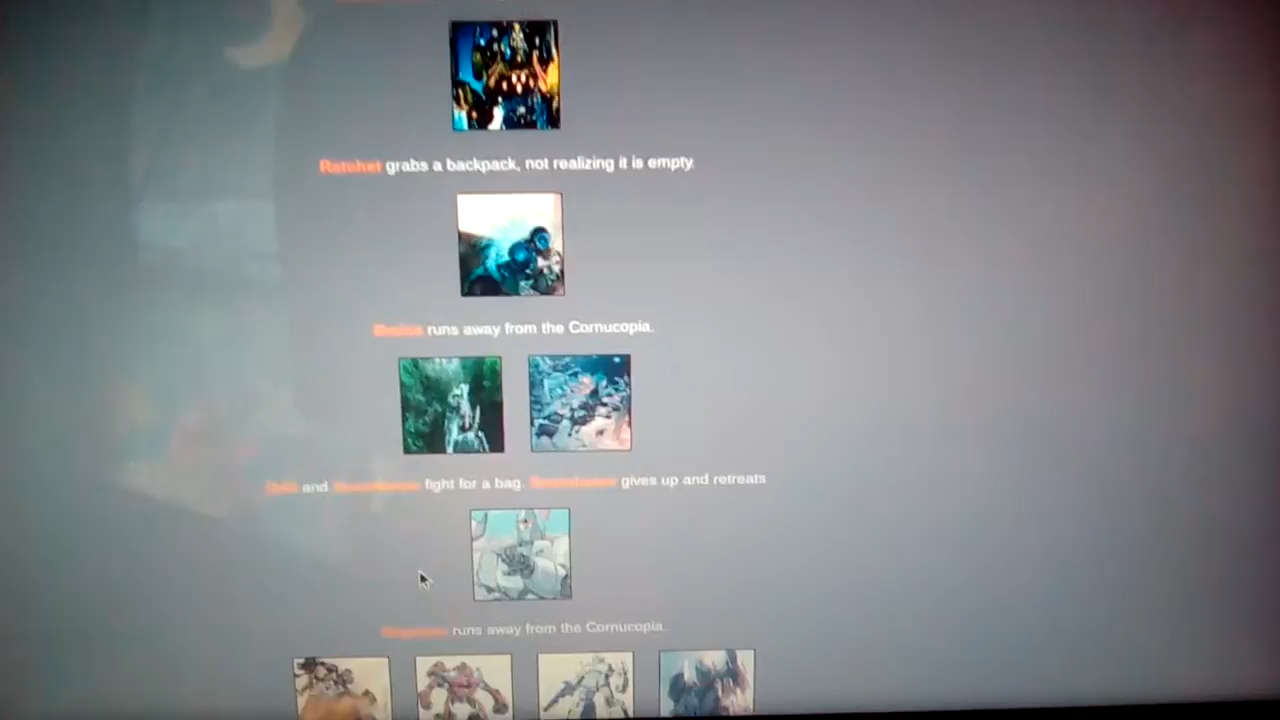 Ratchet grabs a backpack, not realizing it is empty.
runs away from the Cornucopia.
and fight for a bag. gives up and retreats
runs away from the Cornucopia.